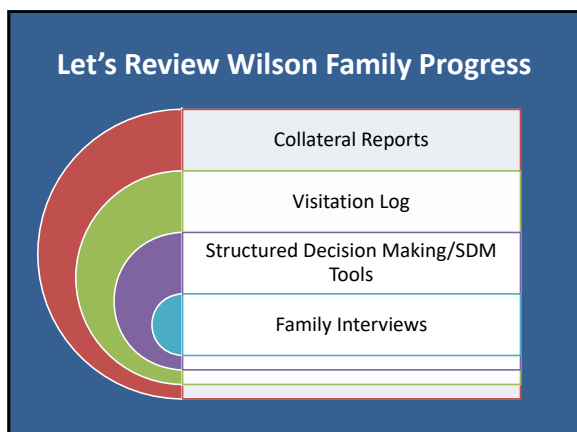 Let’s Review Wilson Family Progress
Collateral Reports
Visitation Log
Structured Decision Making/SDM
Tools
Family Interviews